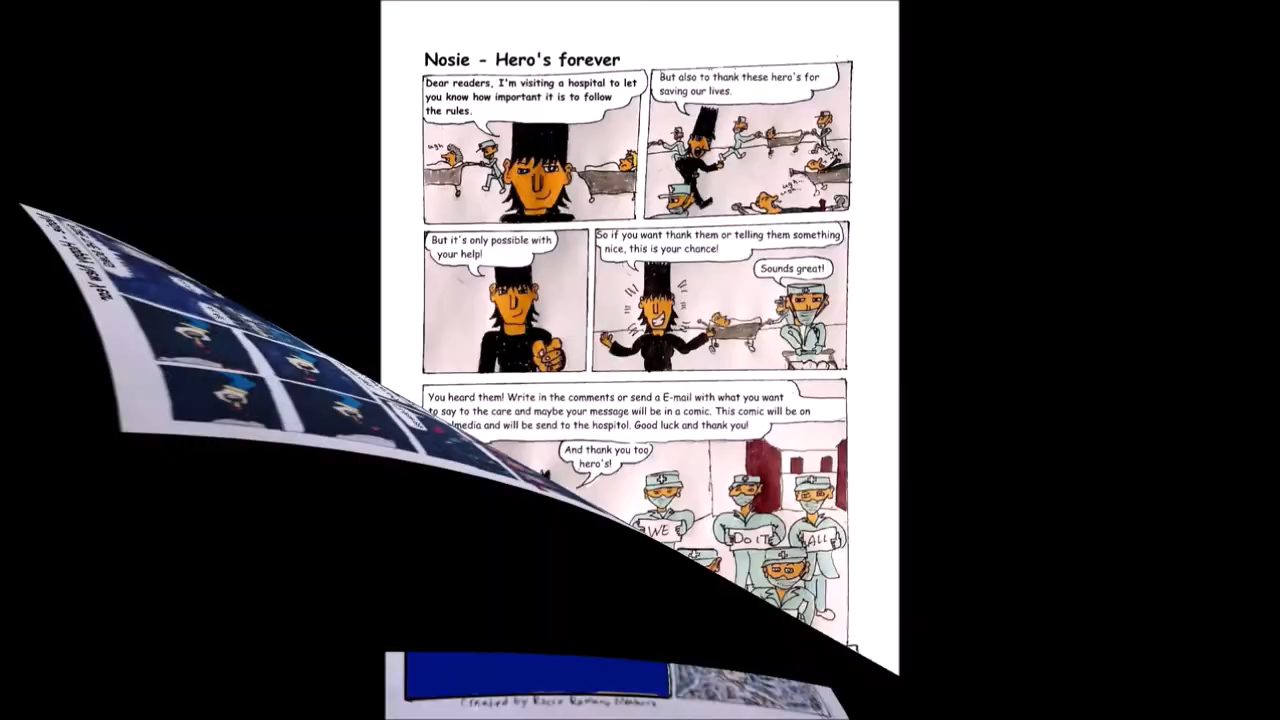 Nosie - Hero's forever
Dear readers, I'm visiting a hospital to let
you know how important it is to follow
the rules.
But also to thank these hero's for
saving our lives.
ugh
ugh...
ugh..
But it's only possible with
your help!
So if you want thank them or telling them something
nice, this is your chance!
Sounds great!
You heard them! Write in the comments or send a E-mail with what you want
to say to the care and maybe your message will be in a comic. This comic will be on
media and will be send to the hospitol. Good luck and thank you!
And thank you too
hero's!
WE
Do iT
ALL
Created by